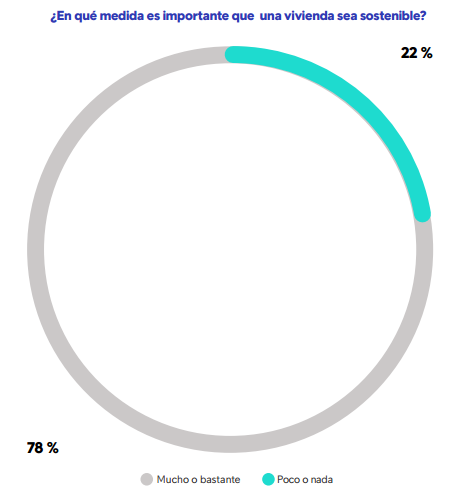 ¿En qué medida es importante que una vivienda sea sostenible?
22 %
78 %
Mucho o bastante
Poco o nada